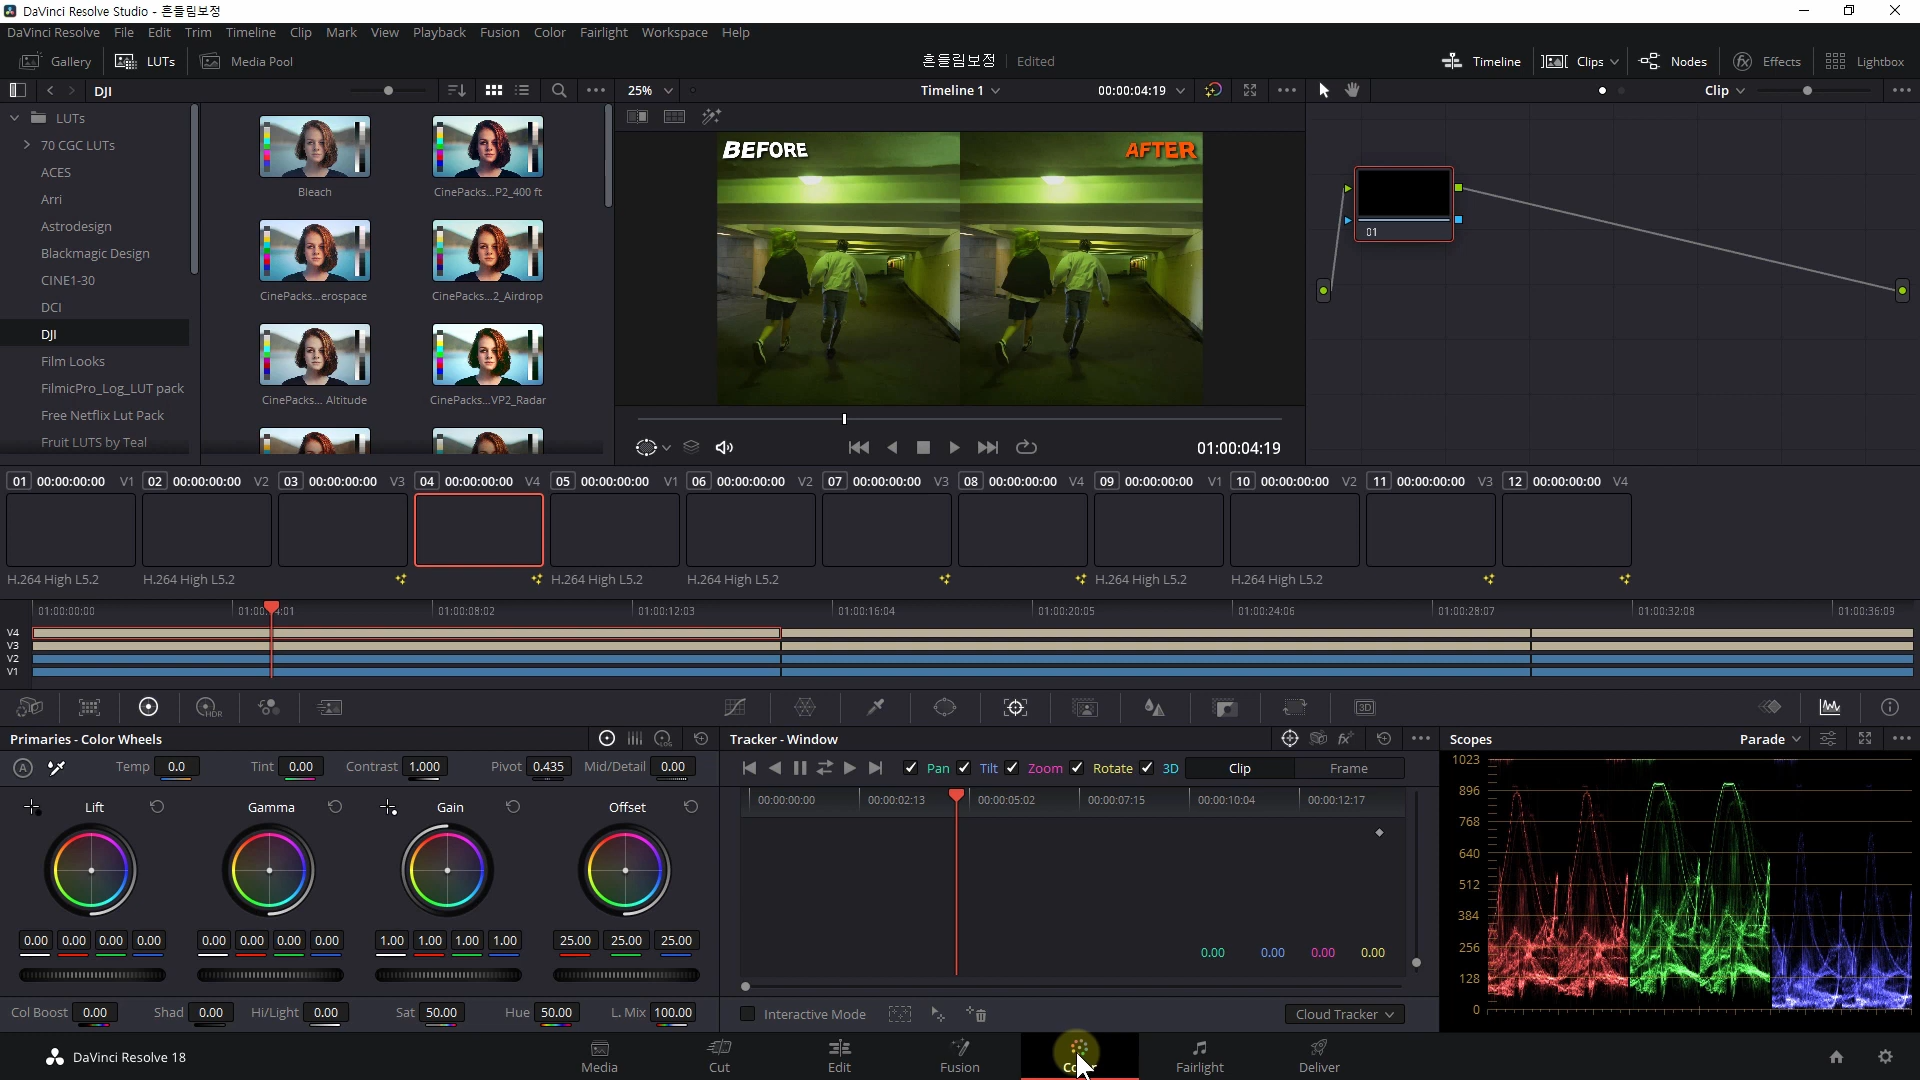 DaVinci Resolve Studio - 흔들림보정
DaVinci Resolve File Edit Trim Timeline Clip Mark View Playback Fusion Color Fairlight Workspace Help
Gallery LUTs Media Pool 흔들림보정 Edited Timeline Clips Nodes Effects Lightbox
DJI 25% Timeline 1 00:00:04:19 Clip
LUTs
70 CGC LUTs
ACES
Arri
Astrodesign
Blackmagic Design
CINE1-30
DCI
DJI
Film Looks
FilmicPro_Log_LUT pack
Free Netflix Lut Pack
Fruit LUTS by Teal
Bleach CinePacks...P2_400 ft
CinePacks...erospace CinePacks...2_Airdrop
CinePacks... Altitude CinePacks...VP2_Radar
BEFORE AFTER
01:00:04:19
01
01 00:00:00:00 V1 02 00:00:00:00 V2 03 00:00:00:00 V3 04 00:00:00:00 V4 05 00:00:00:00 V1 06 00:00:00:00 V2 07 00:00:00:00 V3 08 00:00:00:00 V4 09 00:00:00:00 V1 10 00:00:00:00 V2 11 00:00:00:00 V3 12 00:00:00:00 V4
H.264 High L5.2 H.264 High L5.2 H.264 High L5.2 H.264 High L5.2 H.264 High L5.2 H.264 High L5.2
01:00:00:00 01:00:08:02 01:00:12:03 01:00:16:04 01:00:20:05 01:00:24:06 01:00:28:07 01:00:32:08 01:00:36:09
V4
V3
V2
V1
HDR 3D
Primaries - Color Wheels Tracker - Window Scopes Parade
A Temp 0.0 Tint 0.00 Contrast 1.000 Pivot 0.435 Mid/Detail 0.00
Pan Tilt Zoom Rotate 3D Clip Frame
Lift Gamma Gain Offset
00:00:00:00 00:00:02:13 00:00:05:02 00:00:07:15 00:00:10:04 00:00:12:17
0.00 0.00 0.00 0.00 0.00 0.00 0.00 0.00 1.00 1.00 1.00 1.00 25.00 25.00 25.00
0.00 0.00 0.00 0.00
Col Boost 0.00 Shad 0.00 Hi/Light 0.00 Sat 50.00 Hue 50.00 L. Mix 100.00
Interactive Mode Cloud Tracker
1023
896
768
640
512
384
256
128
0
DaVinci Resolve 18 Media Cut Edit Fusion Fairlight Deliver